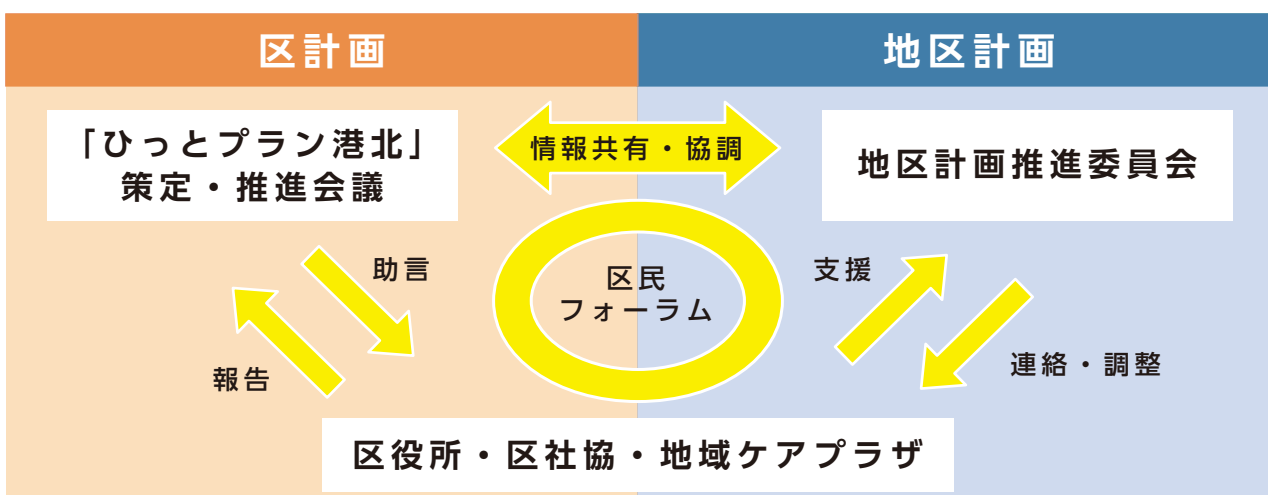 区計画
地区計画
「ひっとプラン港北」
策定・推進会議
情報共有・協調
地区計画推進委員会
助言
報告
区民
フォーラム
支援
連絡・調整
区役所・区社協・地域ケアプラザ